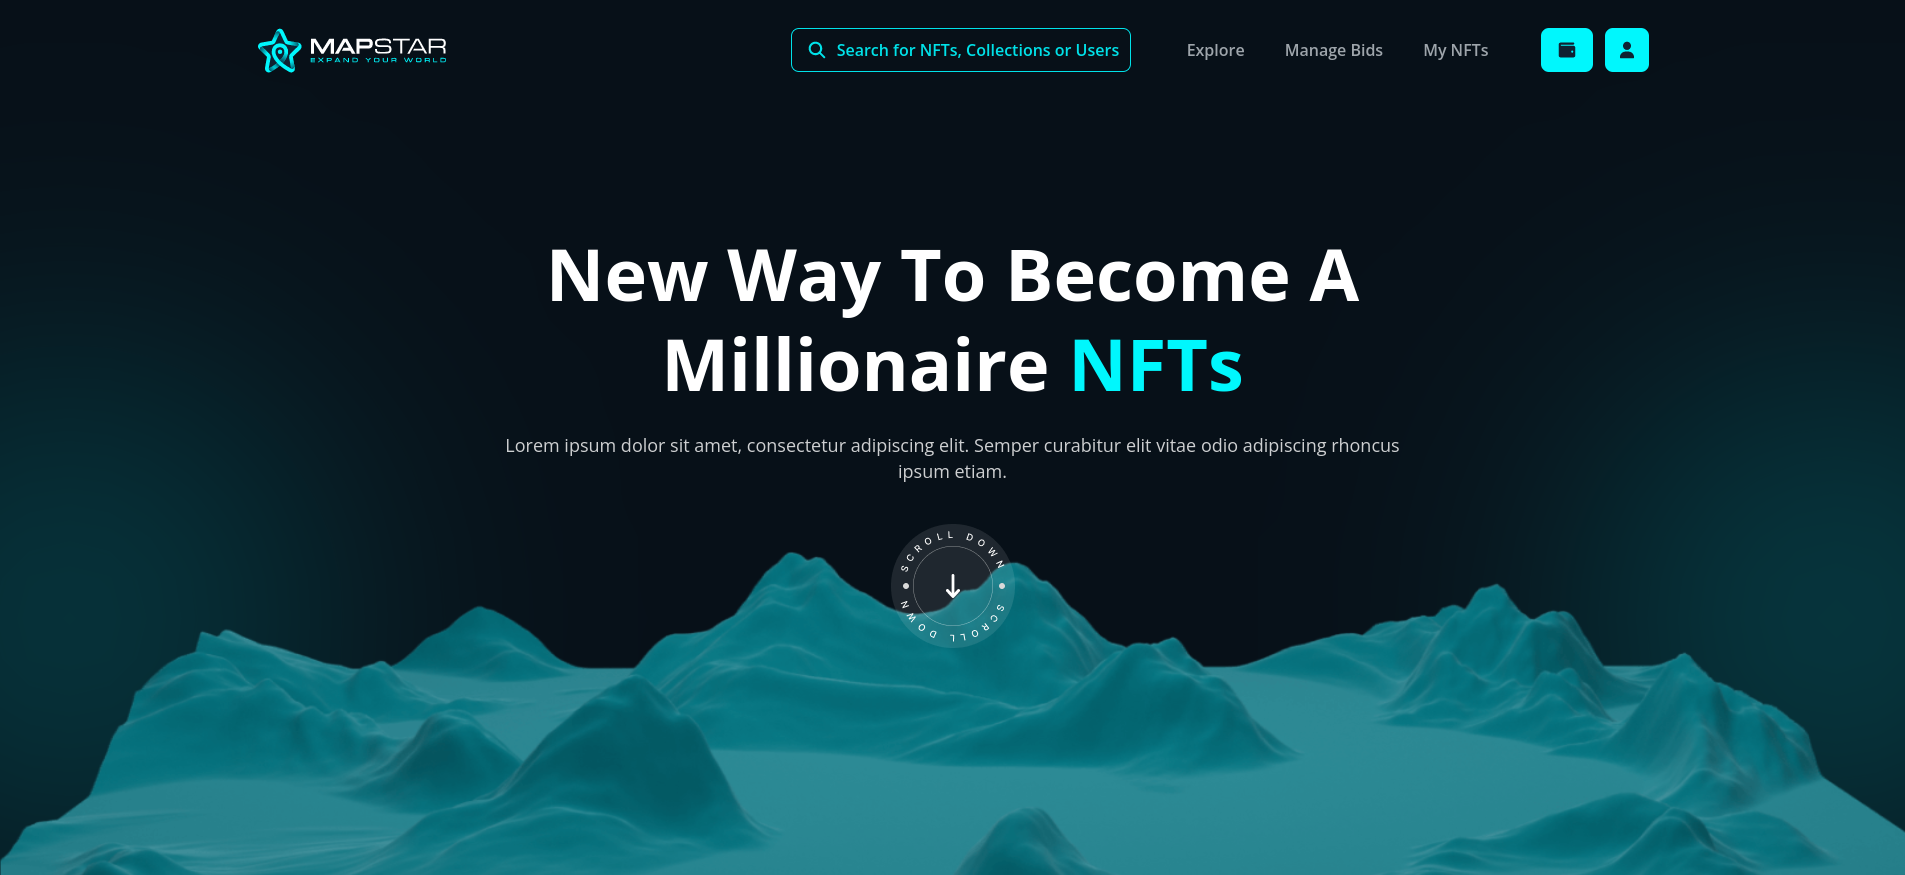 MAPSTAR
EXPAND YOUR WORLD
Search for NFTs, Collections or Users
Explore
Manage Bids
My NFTs
New Way To Become A
Millionaire NFTs
Lorem ipsum dolor sit amet, consectetur adipiscing elit. Semper curabitur elit vitae odio adipiscing rhoncus
ipsum etiam.
SCROLL DOWN
SCROLL DOWN